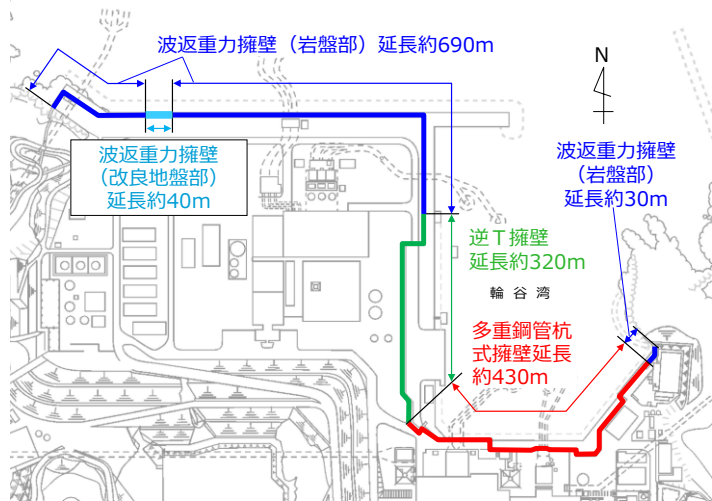 波返重力擁壁（岩盤部）延長約690m
N
波返重力擁壁
（改良地盤部）
延長約40m
波返重力擁壁
（岩盤部）
延長約30m
逆Ｔ擁壁
延長約320m
輪谷湾
多重鋼管杭
式擁壁延長
約430m